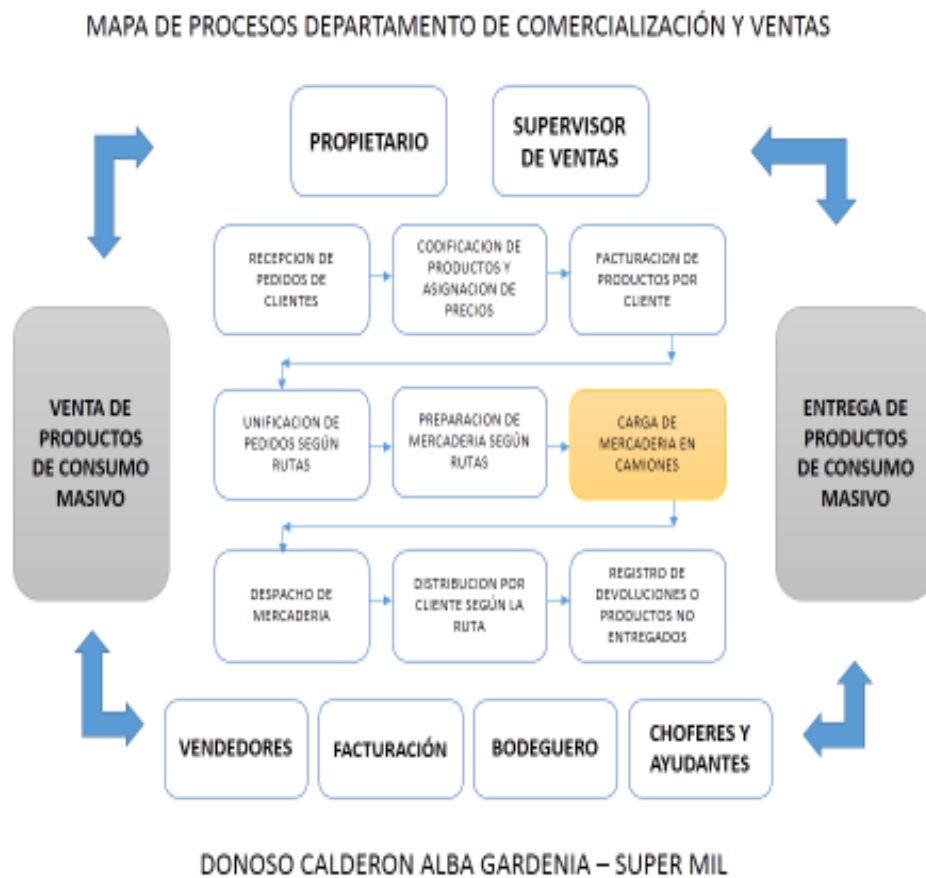 MAPA DE PROCESOS DEPARTAMENTO DE COMERCIALIZACIÓN Y VENTAS
PROPIETARIO
SUPERVISOR
DE VENTAS
RECEPCION DE
PEDIDOS DE
CLIENTES
CODIFICACION DE
PRODUCTOS Y
ASIGNACION DE
PRECIOS
FACTURACION DE
PRODUCTOS POR
CLIENTE
VENTA DE
PRODUCTOS
DE CONSUMO
MASIVO
UNIFICACION DE
PEDIDOS SEGÚN
RUTAS
PREPARACION DE
MERCADERIA SEGÚN
RUTAS
CARGA DE
MERCADERIA EN
CAMIONES
ENTREGA DE
PRODUCTOS
DE CONSUMO
MASIVO
DESPACHO DE
MERCADERIA
DISTRIBUCION POR
CLIENTE SEGÚN LA
RUTA
REGISTRO DE
DEVOLUCIONES O
PRODUCTOS NO
ENTREGADOS
VENDEDORES
FACTURACIÓN
BODEGUERO
CHOFERES Y
AYUDANTES
DONOSO CALDERON ALBA GARDENIA – SUPER MIL